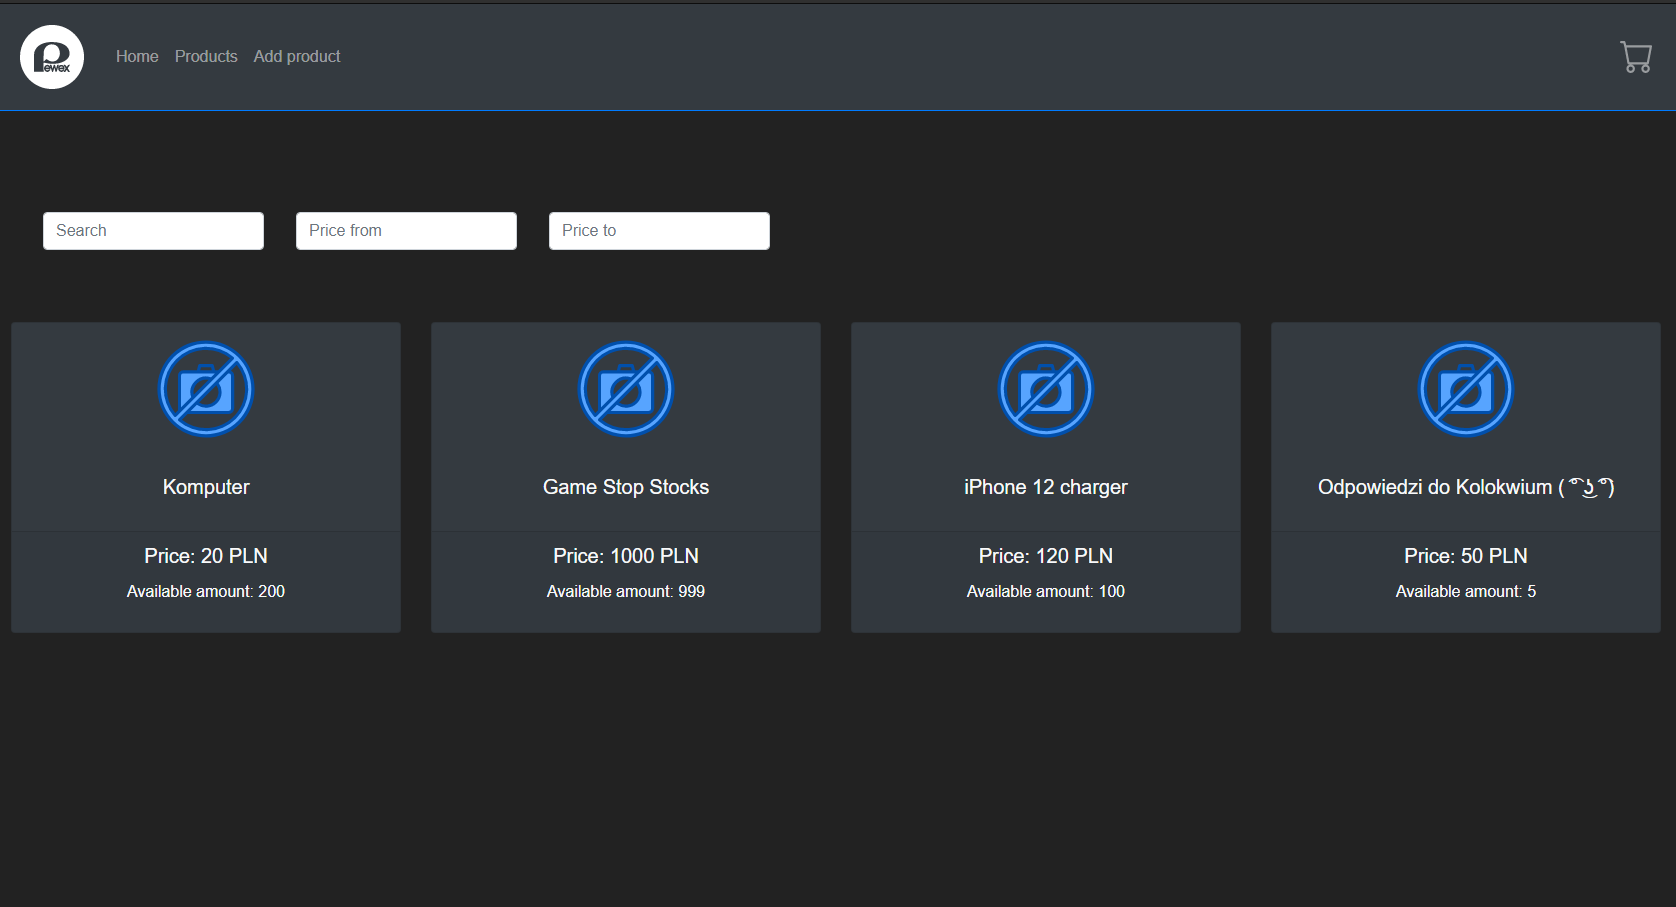 Pewex
Home Products Add product
Search Price from Price to
Komputer
Price: 20 PLN
Available amount: 200
Game Stop Stocks
Price: 1000 PLN
Available amount: 999
iPhone 12 charger
Price: 120 PLN
Available amount: 100
Odpowiedzi do Kolokwium ( ͡° ͜ʖ ͡°)
Price: 50 PLN
Available amount: 5